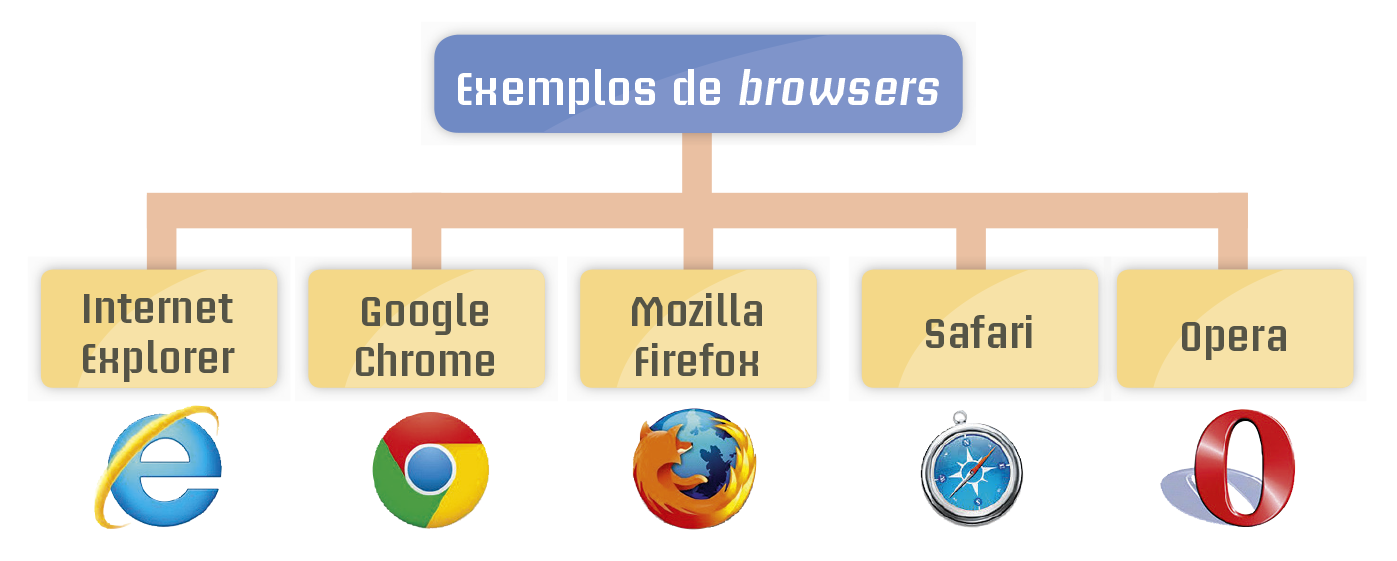 Exemplos de browsers
Internet
Explorer
Google
Chrome
Mozilla
Firefox
Safari
Opera